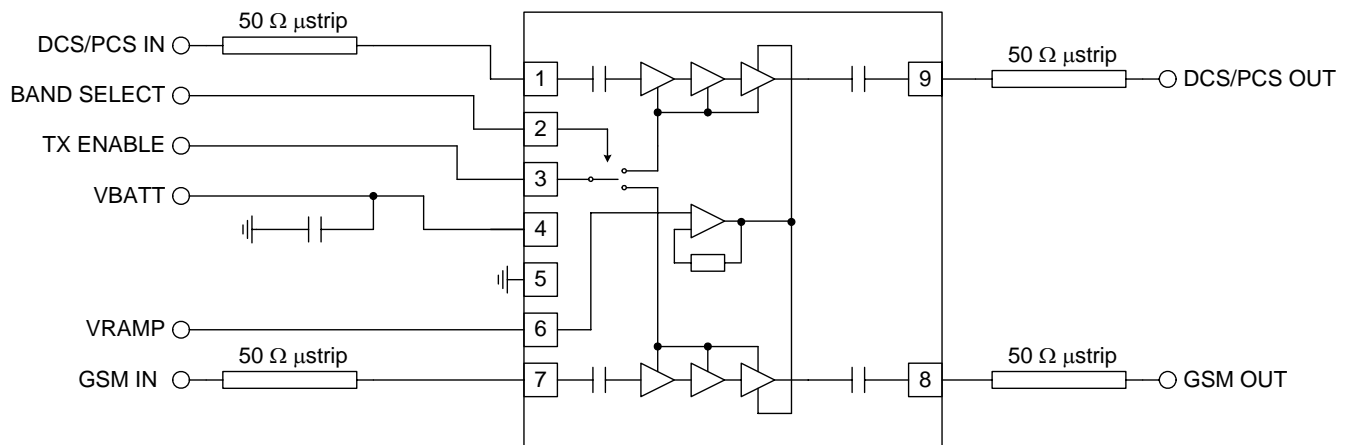 50 Ω μstrip
DCS/PCS IN
BAND SELECT
TX ENABLE
VBATT
VRAMP
50 Ω μstrip
GSM IN
1
2
3
4
5
6
7
9
8
50 Ω μstrip
DCS/PCS OUT
50 Ω μstrip
GSM OUT